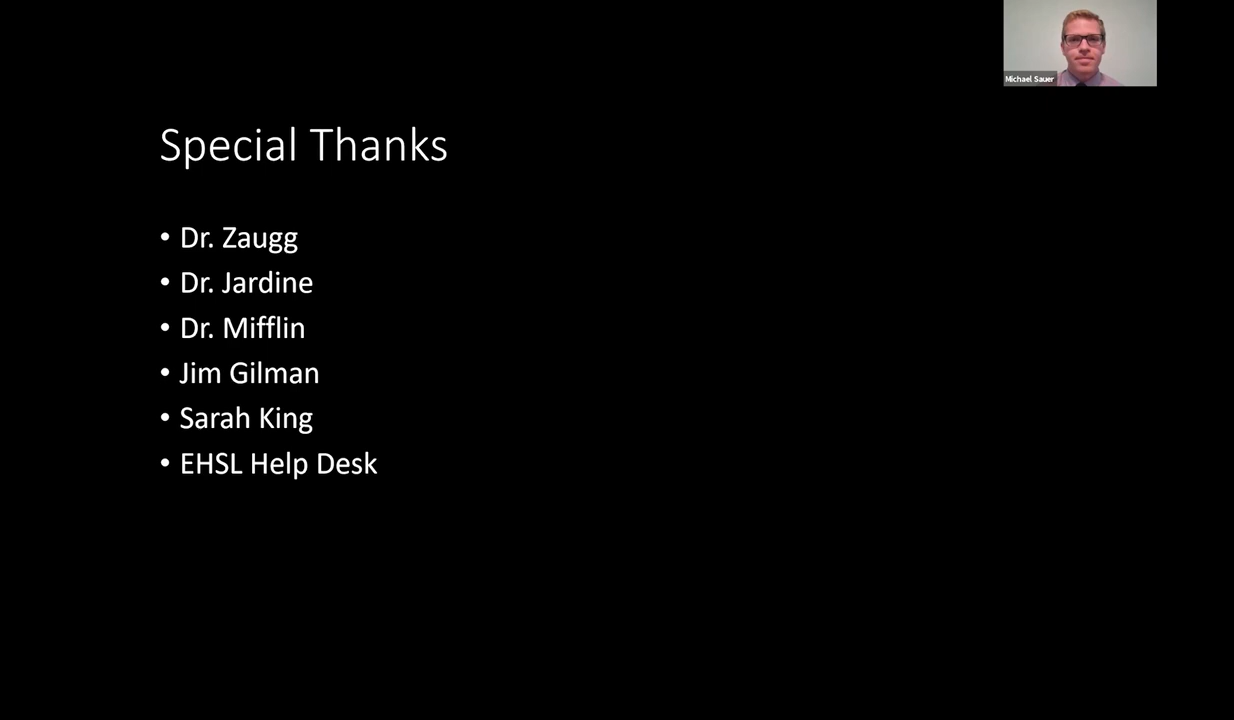 Michael Sauer
Special Thanks
• Dr. Zaugg
• Dr. Jardine
• Dr. Mifflin
• Jim Gilman
• Sarah King
• EHSL Help Desk